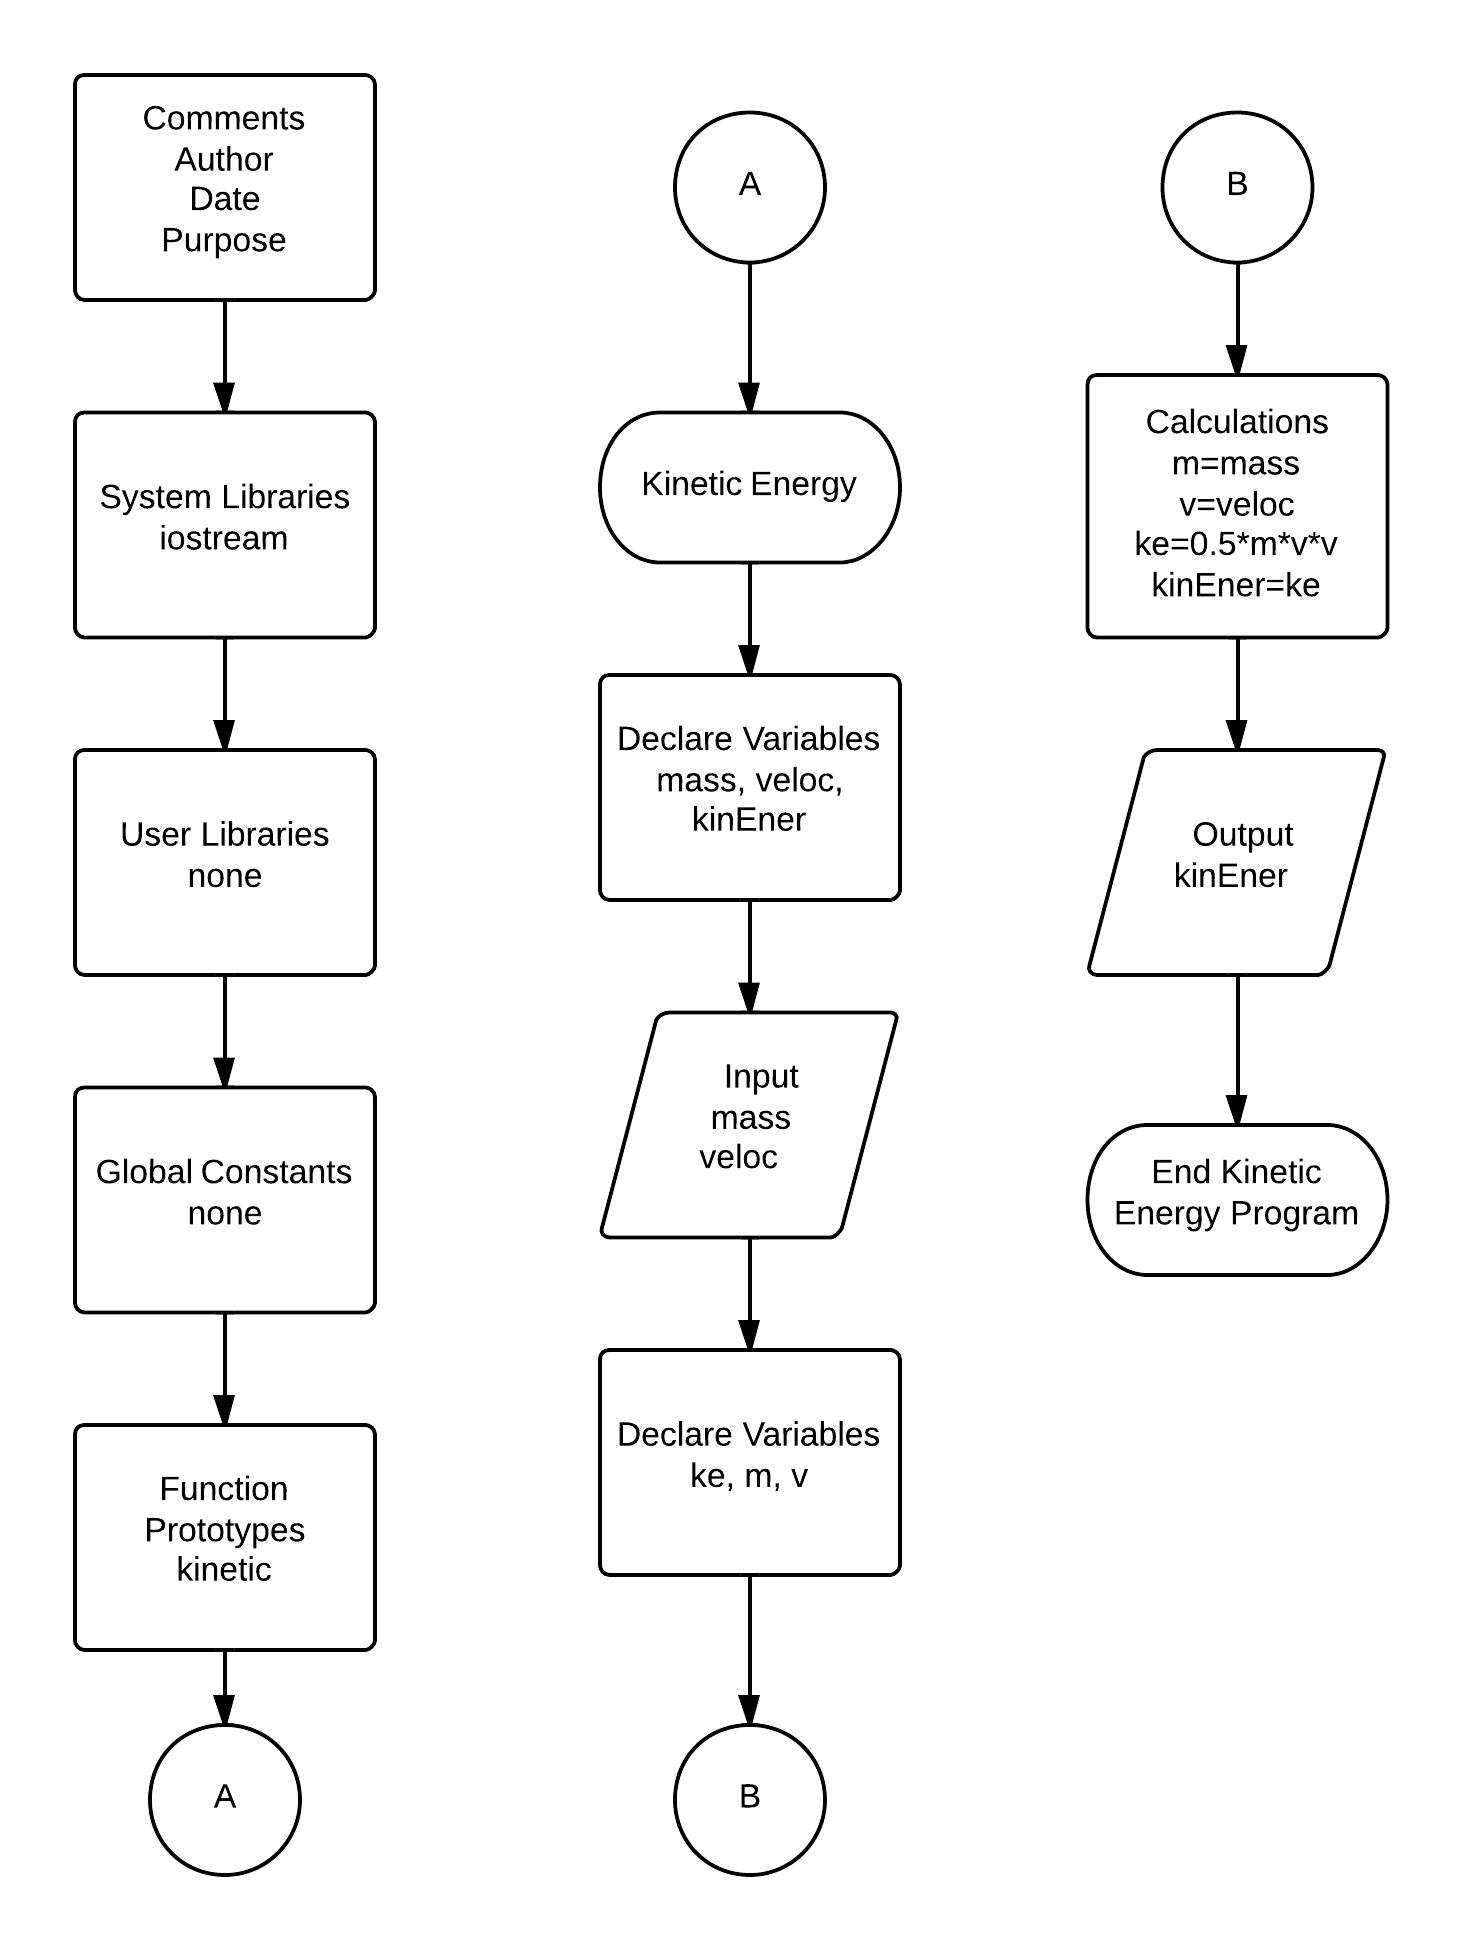 Comments
Author
Date
Purpose
System Libraries
iostream
User Libraries
none
Global Constants
none
Function
Prototypes
kinetic
A
A
Kinetic Energy
Declare Variables
mass, veloc,
kinEner
Input
mass
veloc
Declare Variables
ke, m, v
B
B
Calculations
m=mass
v=veloc
ke=0.5*m*v*v
kinEner=ke
Output
kinEner
End Kinetic
Energy Program